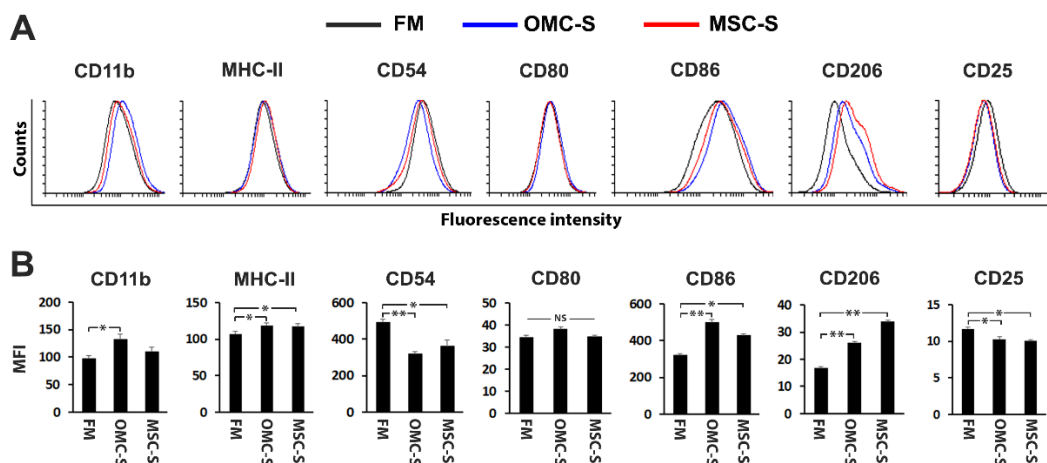 A
FM OMC-S MSC-S
CD11b MHC-II CD54 CD80 CD86 CD206 CD25
Counts
Fluorescence intensity
B
CD11b MHC-II CD54 CD80 CD86 CD206 CD25
MFI
200 150 100 50 0
* 
FM OMC-S MSC-S
150 100 50 0
* *
FM OMC-S MSC-S
600 400 200 0
* **
FM OMC-S MSC-S
45 40 30 20 10 0
NS
FM OMC-S MSC-S
600 400 200 0
* **
FM OMC-S MSC-S
40 30 20 10 0
** **
FM OMC-S MSC-S
15 10 5 0
* *
FM OMC-S MSC-S